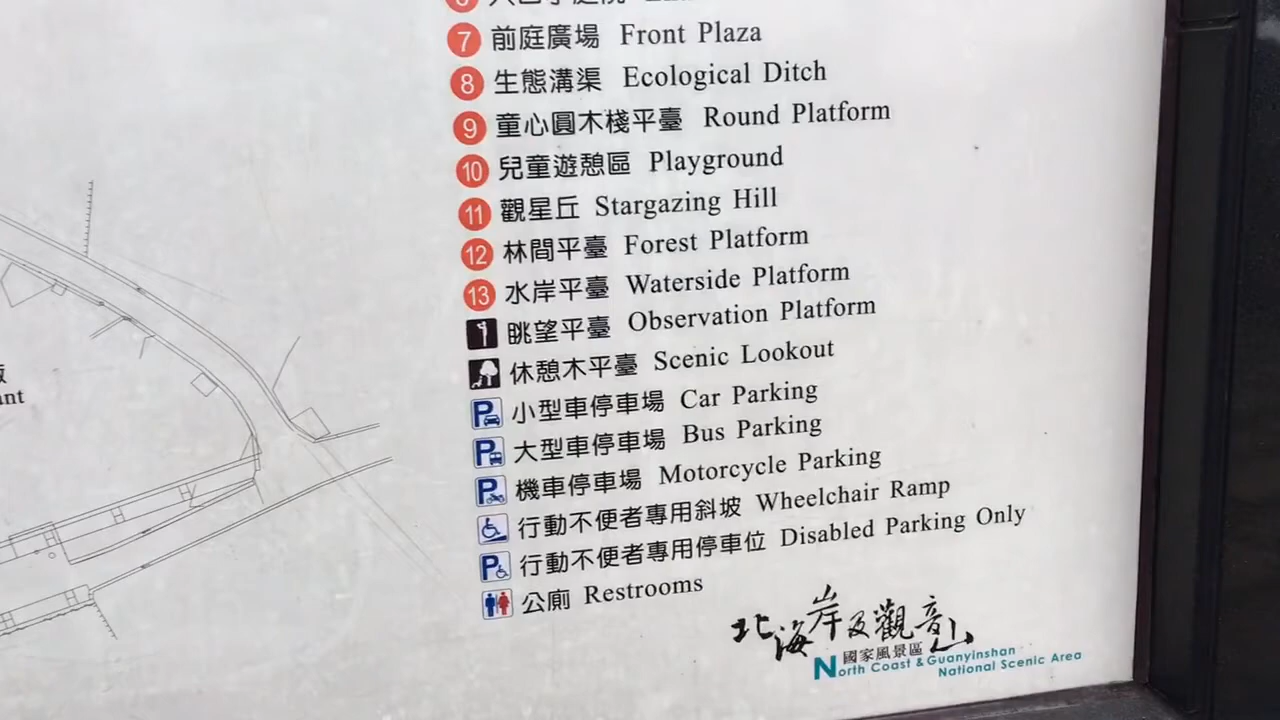 6
7 前庭廣場 Front Plaza
8 生態溝渠 Ecological Ditch
9 童心圓木棧平臺 Round Platform
10 兒童遊憩區 Playground
11 觀星丘 Stargazing Hill
12 林間平臺 Forest Platform
13 水岸平臺 Waterside Platform
眺望平臺 Observation Platform
休憩木平臺 Scenic Lookout
P 小型車停車場 Car Parking
P 大型車停車場 Bus Parking
P 機車停車場 Motorcycle Parking
行動不便者專用斜坡 Wheelchair Ramp
P 行動不便者專用停車位 Disabled Parking Only
公廁 Restrooms
北海岸及觀音山
國家風景區
North Coast & Guanyinshan
National Scenic Area